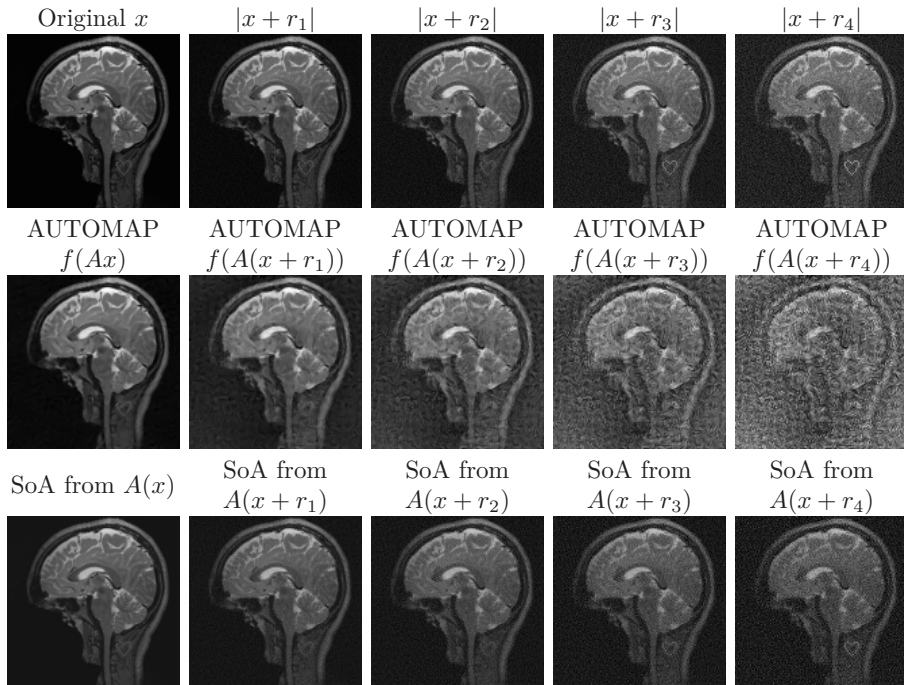 Original x |x + r₁| |x + r₂| |x + r₃| |x + r₄|
AUTOMAP AUTOMAP AUTOMAP AUTOMAP AUTOMAP
f(Ax) f(A(x + r₁)) f(A(x + r₂)) f(A(x + r₃)) f(A(x + r₄))
SoA from A(x) SoA from SoA from SoA from SoA from
A(x + r₁) A(x + r₂) A(x + r₃) A(x + r₄)